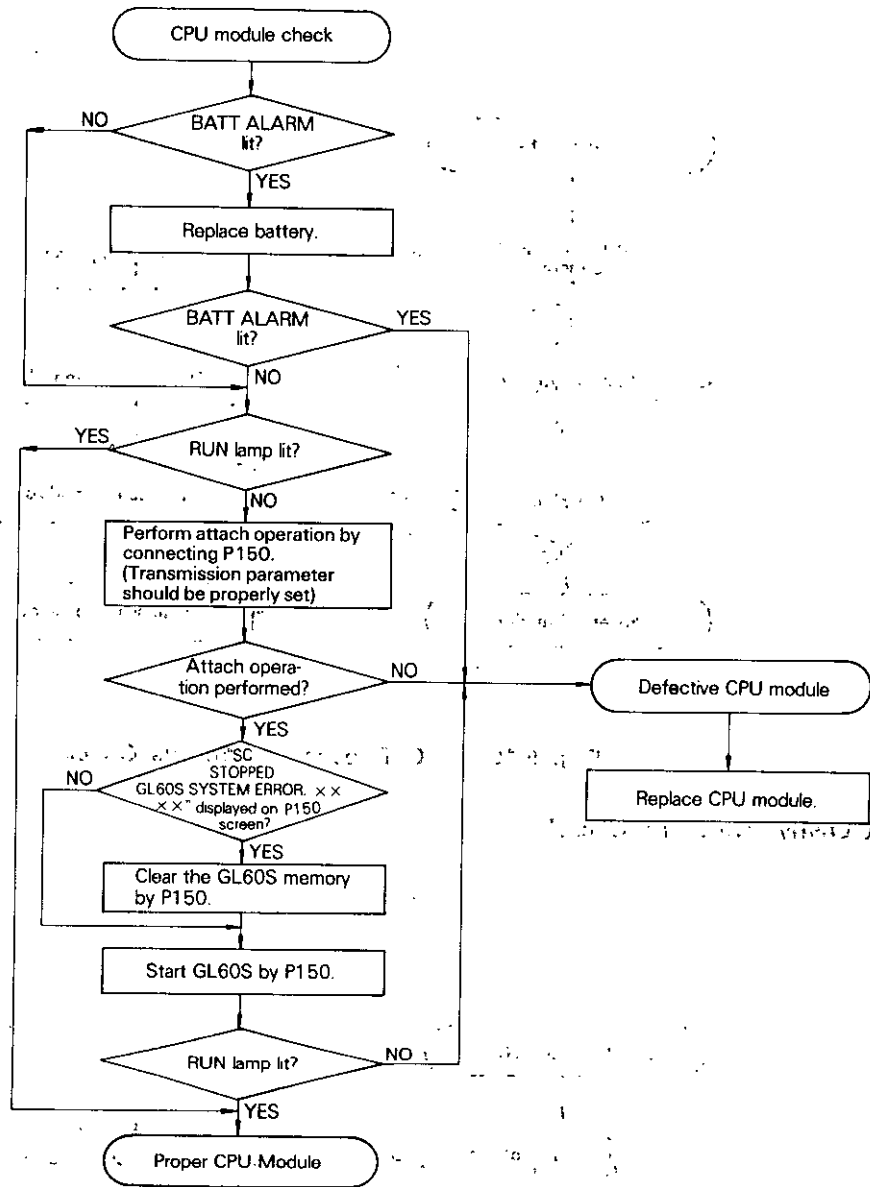 CPU module check
BATT ALARM
lit?
NO
YES
Replace battery.
BATT ALARM
lit?
YES
NO
RUN lamp lit?
YES
NO
Perform attach operation by
connecting P150.
(Transmission parameter
should be properly set)
Attach opera-
tion performed?
NO
YES
Defective CPU module
Replace CPU module.
"SC
STOPPED
GL60S SYSTEM ERROR. ××
××" displayed on P150
screen?
NO
YES
Clear the GL60S memory
by P150.
Start GL60S by P150.
RUN lamp lit?
NO
YES
Proper CPU Module